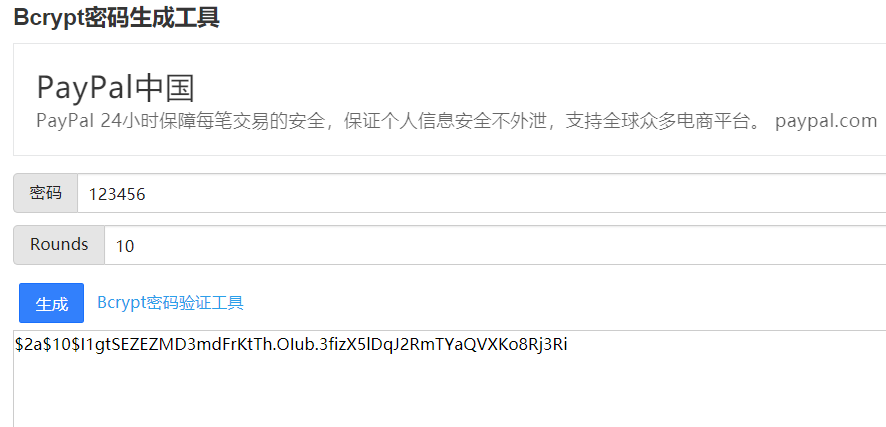 Bcrypt密码生成工具
PayPal中国
PayPal 24小时保障每笔交易的安全，保证个人信息安全不外泄，支持全球众多电商平台。 paypal.com
密码 123456
Rounds 10
生成 Bcrypt密码验证工具
$2a$10$I1gtSEZEZMD3mdFrKtTh.OIub.3fizX5lDqJ2RmTYaQVXKo8Rj3Ri